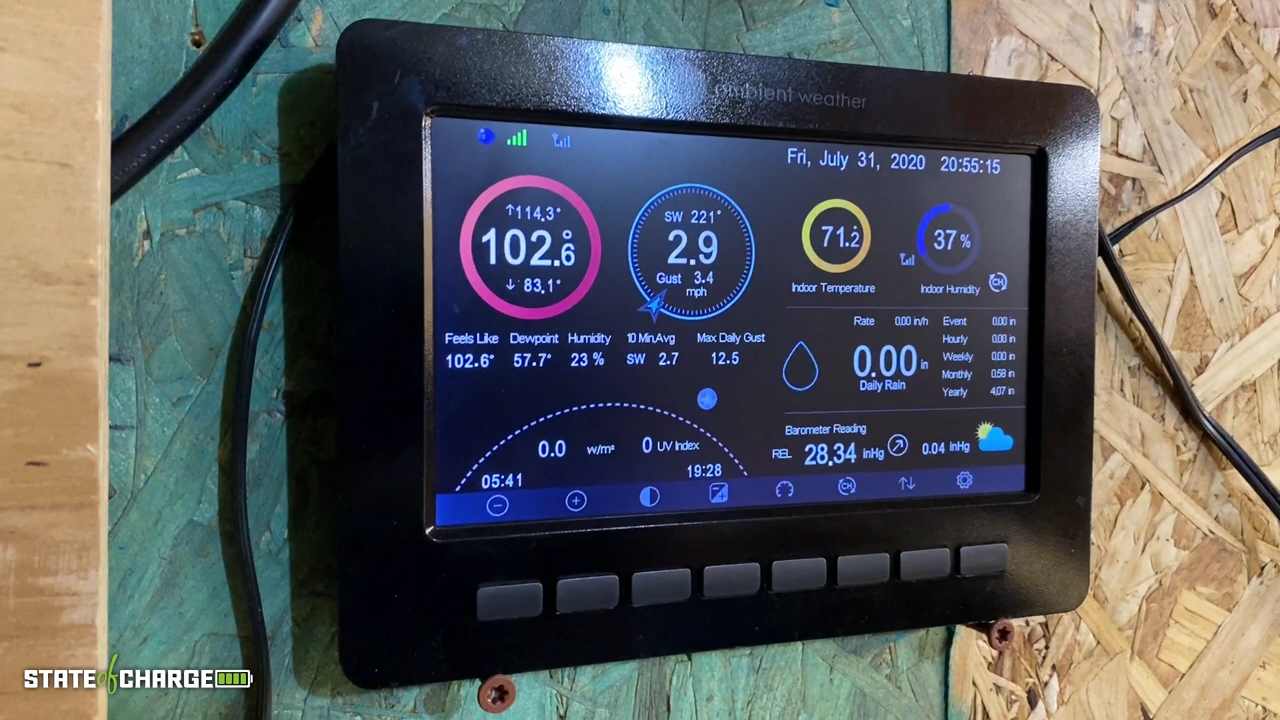 ambient weather
Fri, July 31, 2020 20:55:15
↑114.3°
102.6°
↓ 83.1°
SW 221°
2.9
Gust 3.4
mph
71.2°
Indoor Temperature
37 %
Indoor Humidity
CH
Feels Like Dewpoint Humidity
102.6° 57.7° 23 %
10 Min.Avg Max Daily Gust
SW 2.7 12.5
Rate 0.00 in/h
0.00 in
Daily Rain
Event 0.00 in
Hourly 0.00 in
Weekly 0.00 in
Monthly 0.58 in
Yearly 4.07 in
0.0 w/m²
0 UV Index
05:41
19:28
Barometer Reading
REL 28.34 inHg 0.04 inHg
CH
STATE of CHARGE